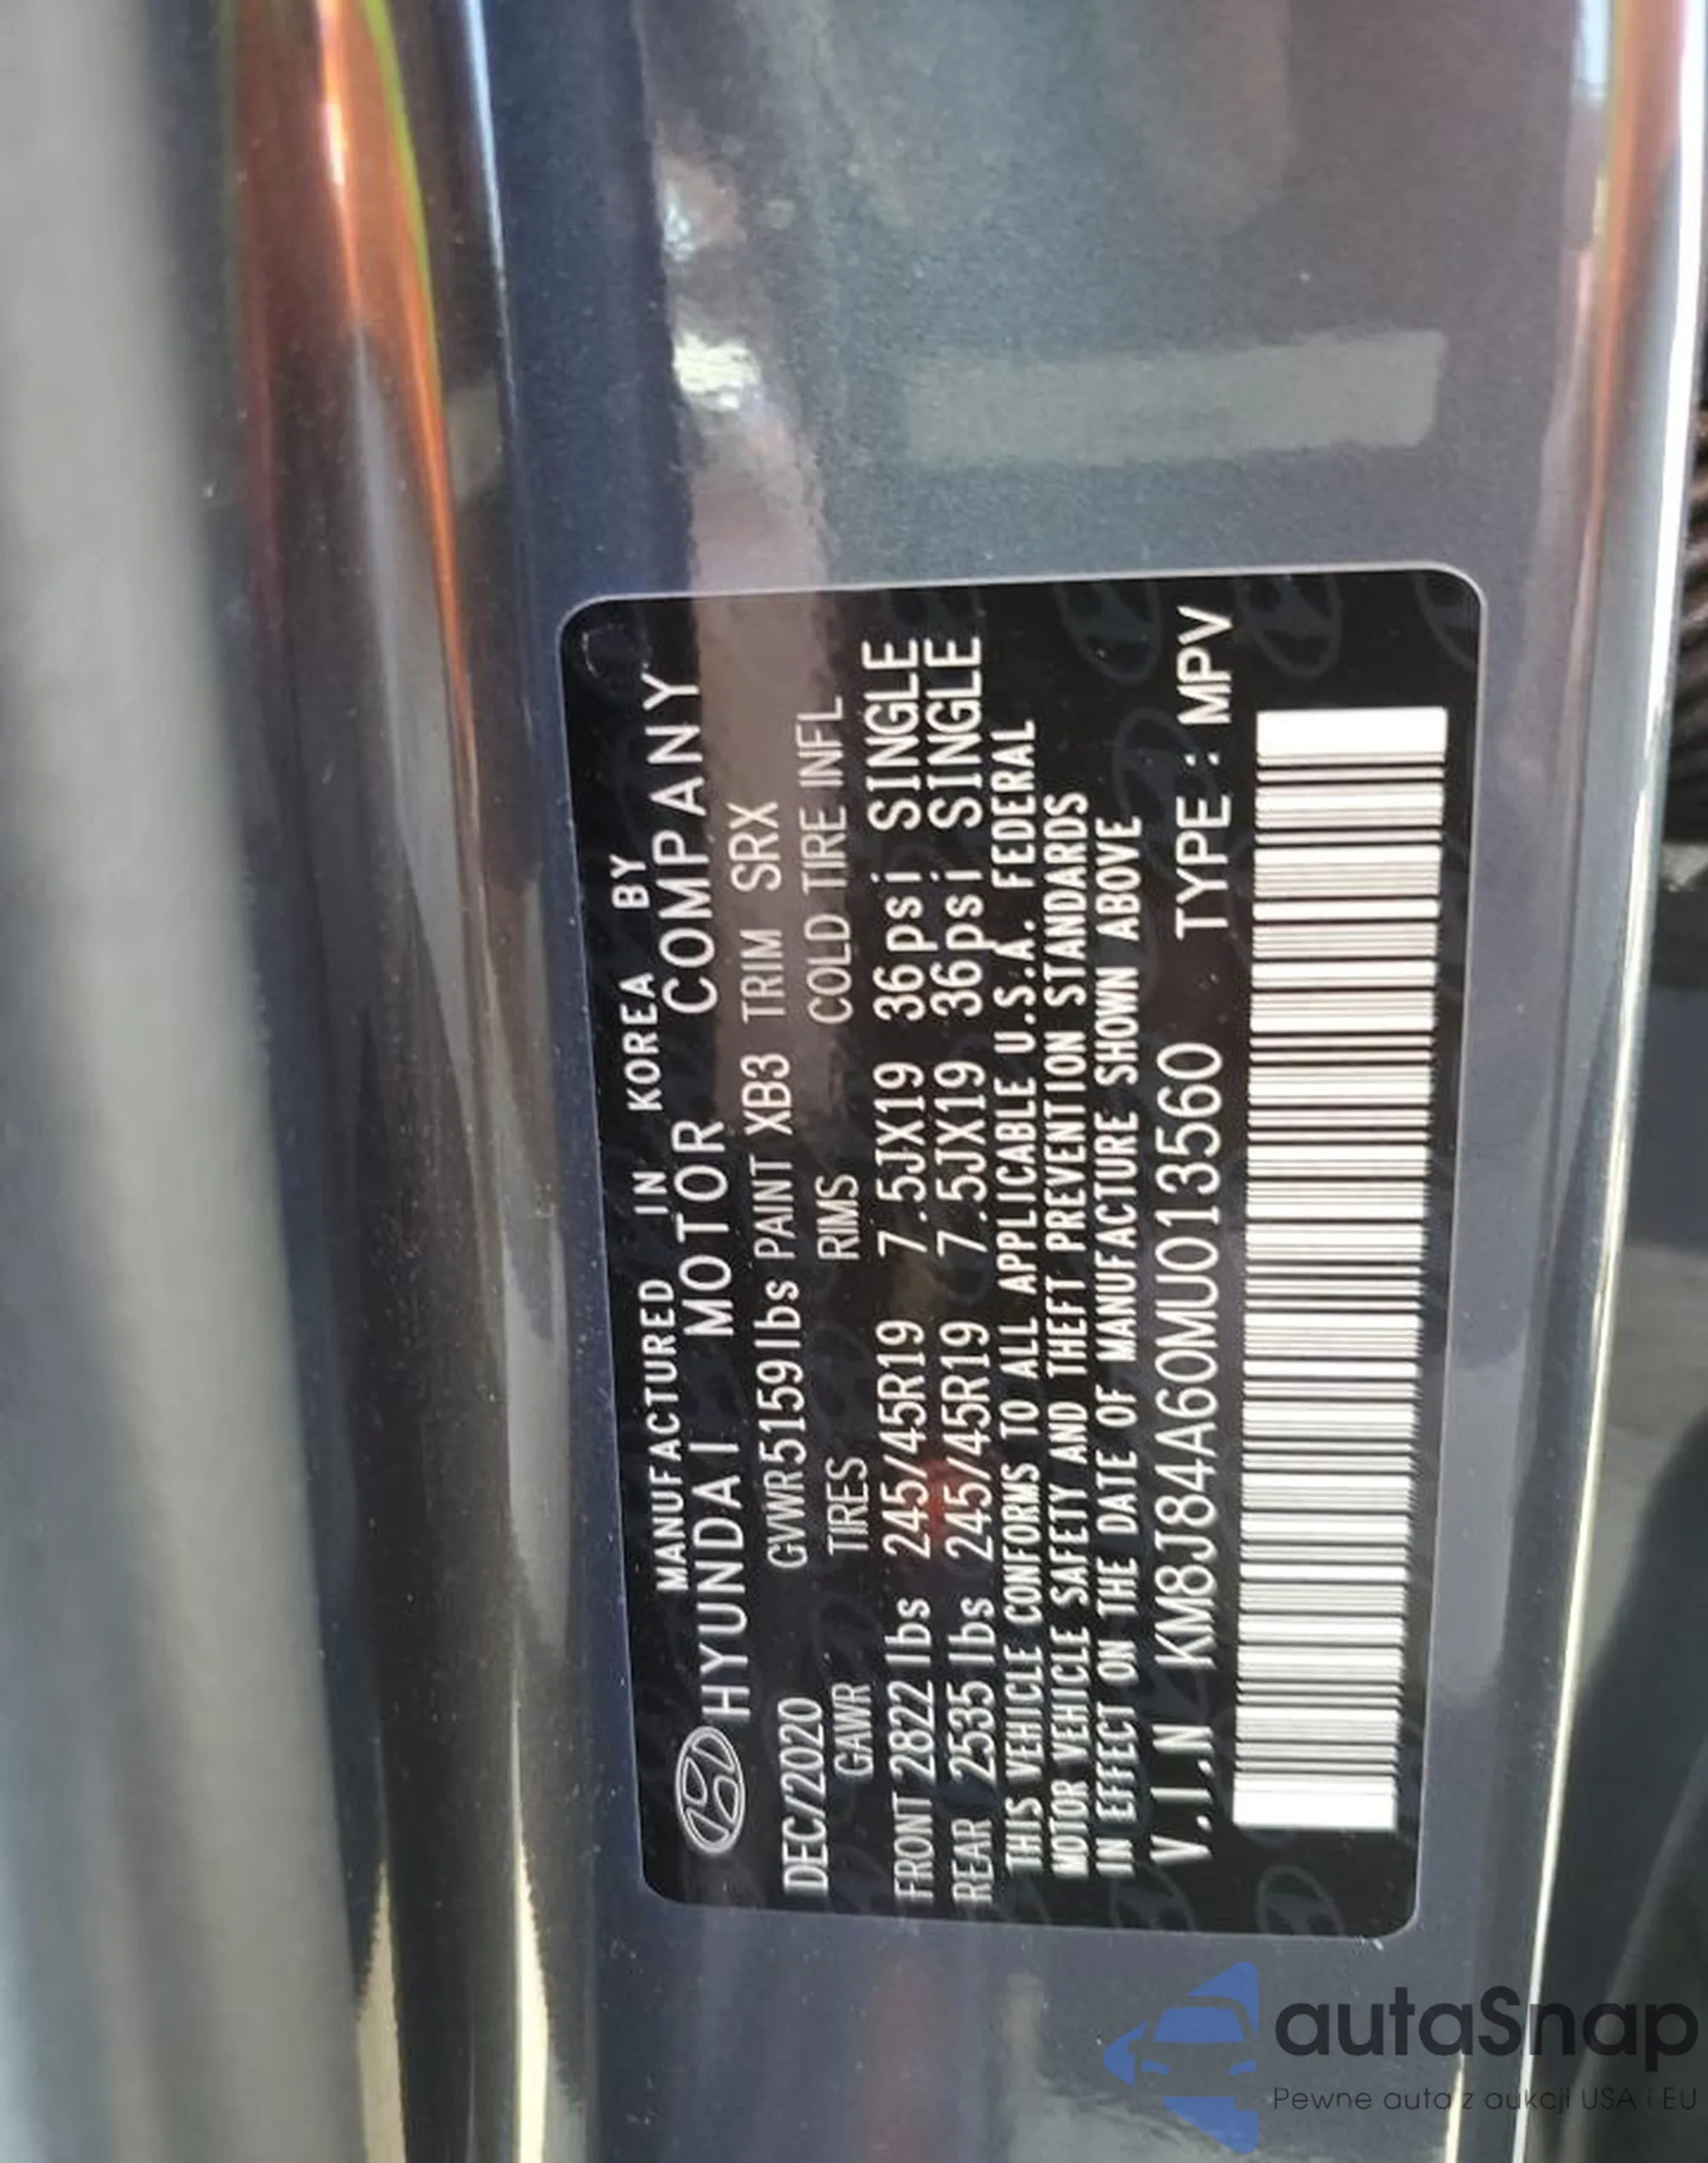 MANUFACTURED IN KOREA BY
HYUNDAI MOTOR COMPANY
DEC/2020 GVWR5159lbs PAINT XB3 TRIM SRX
GAWR TIRES RIMS COLD TIRE INFL
FRONT 2822lbs 245/45R19 7.5JX19 36psi SINGLE
REAR 2535lbs 245/45R19 7.5JX19 36psi SINGLE
THIS VEHICLE CONFORMS TO ALL APPLICABLE U.S.A. FEDERAL
MOTOR VEHICLE SAFETY AND THEFT PREVENTION STANDARDS
IN EFFECT ON THE DATE OF MANUFACTURE SHOWN ABOVE
V.I.N KM8J84A60MU013560 TYPE : MPV
autaSnap
Pewne auta z aukcji USA i EU